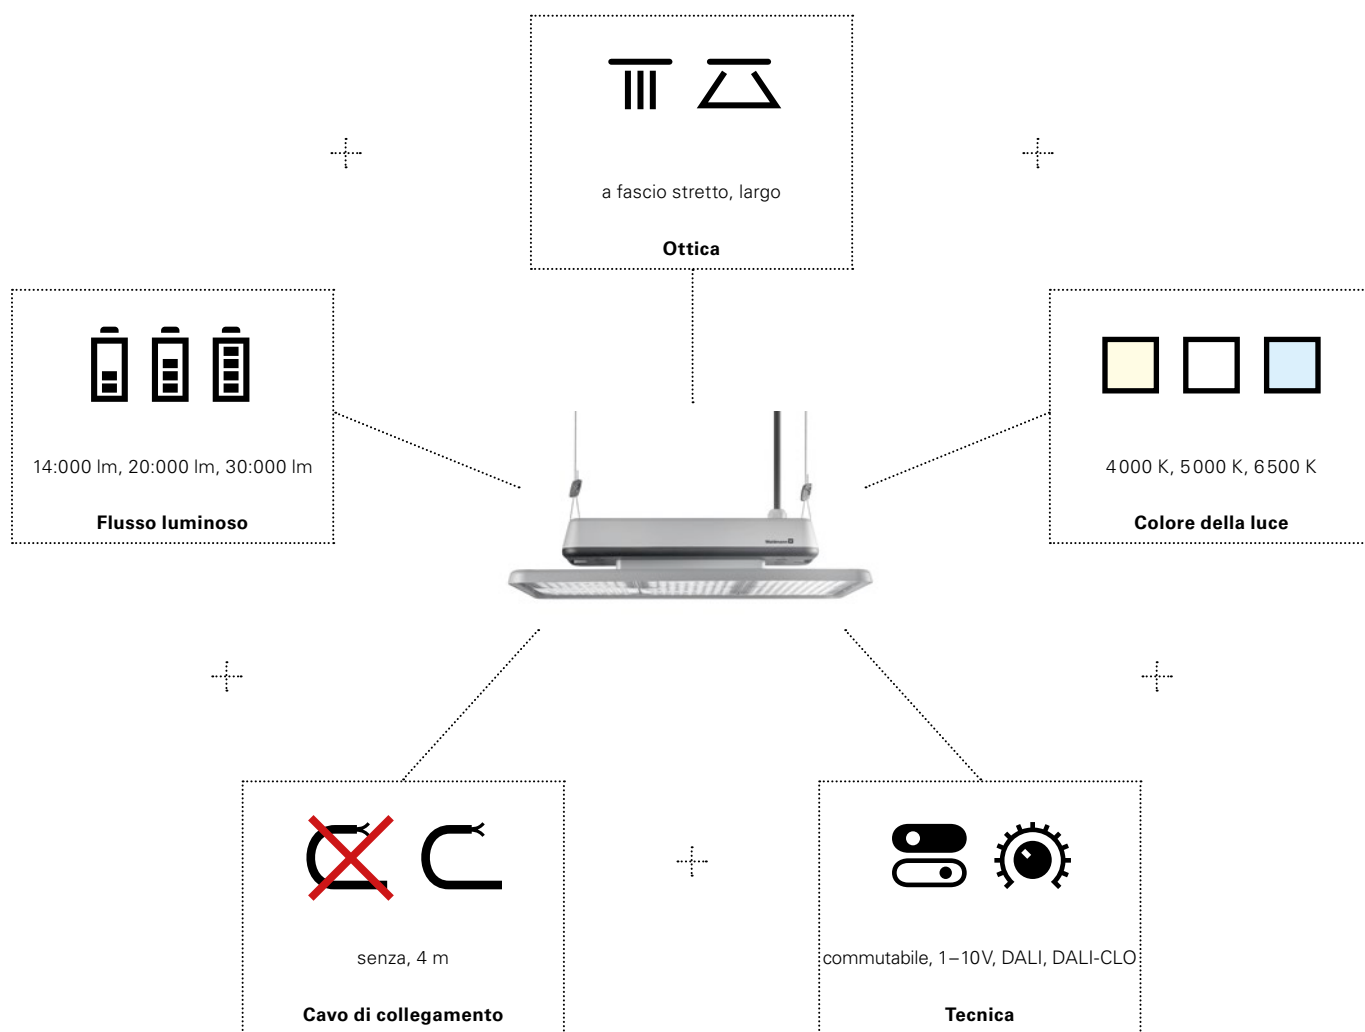 a fascio stretto, largo
Ottica
14:000 lm, 20:000 lm, 30:000 lm
Flusso luminoso
4000 K, 5000 K, 6500 K
Colore della luce
Waldmann
senza, 4 m
Cavo di collegamento
commutabile, 1–10V, DALI, DALI-CLO
Tecnica